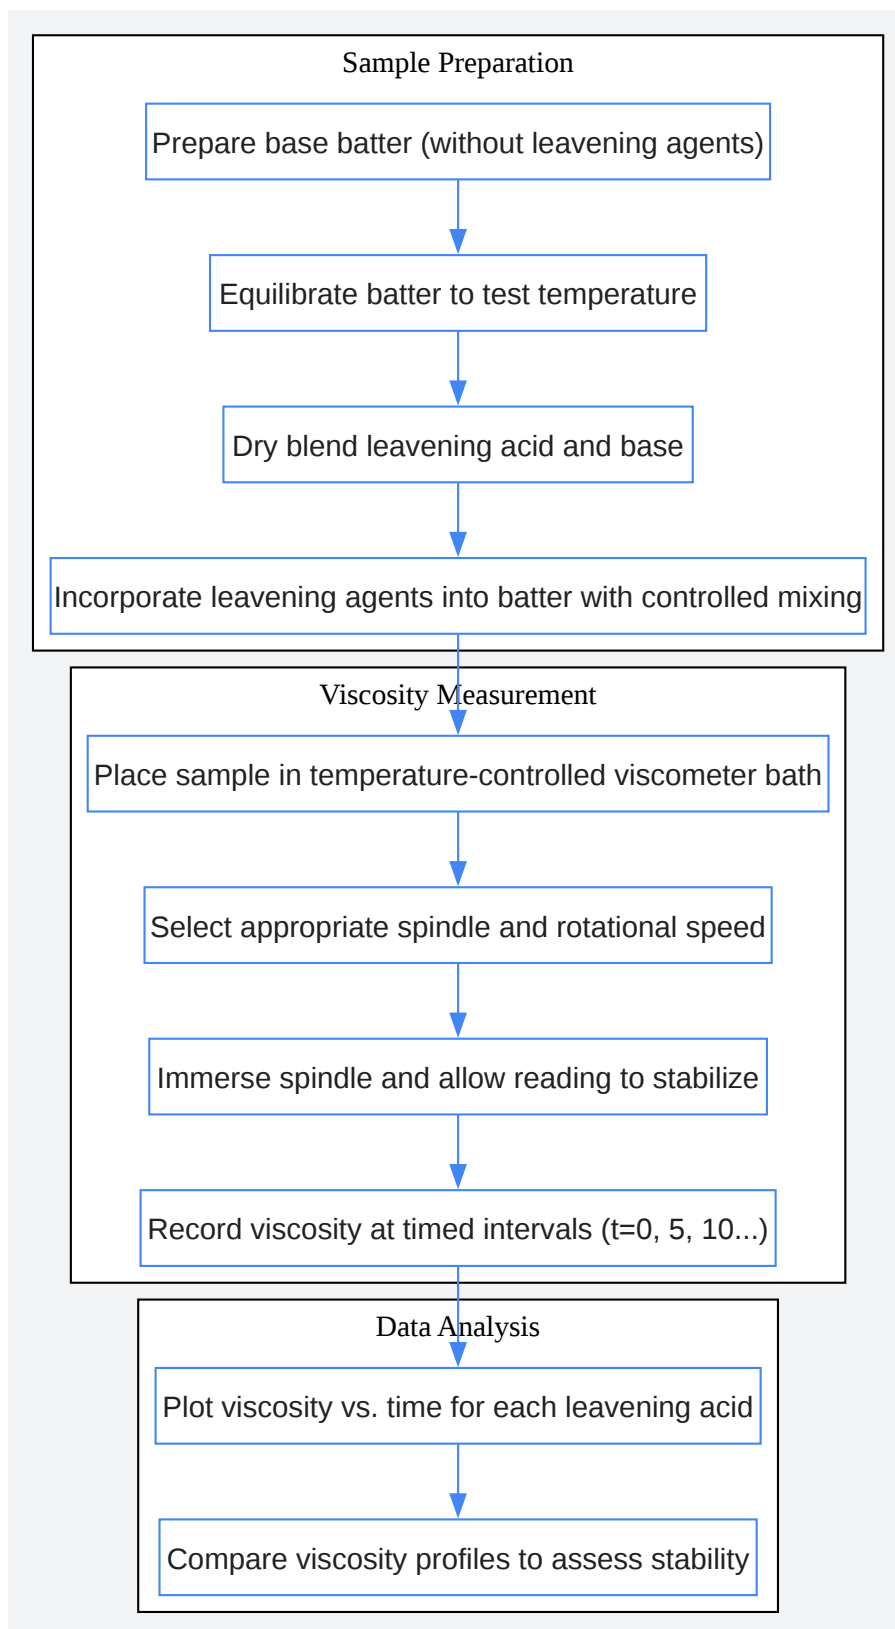 Sample Preparation
Prepare base batter (without leavening agents)
Equilibrate batter to test temperature
Dry blend leavening acid and base
Incorporate leavening agents into batter with controlled mixing
Viscosity Measurement
Place sample in temperature-controlled viscometer bath
Select appropriate spindle and rotational speed
Immerse spindle and allow reading to stabilize
Record viscosity at timed intervals (t=0, 5, 10...)
Data Analysis
Plot viscosity vs. time for each leavening acid
Compare viscosity profiles to assess stability